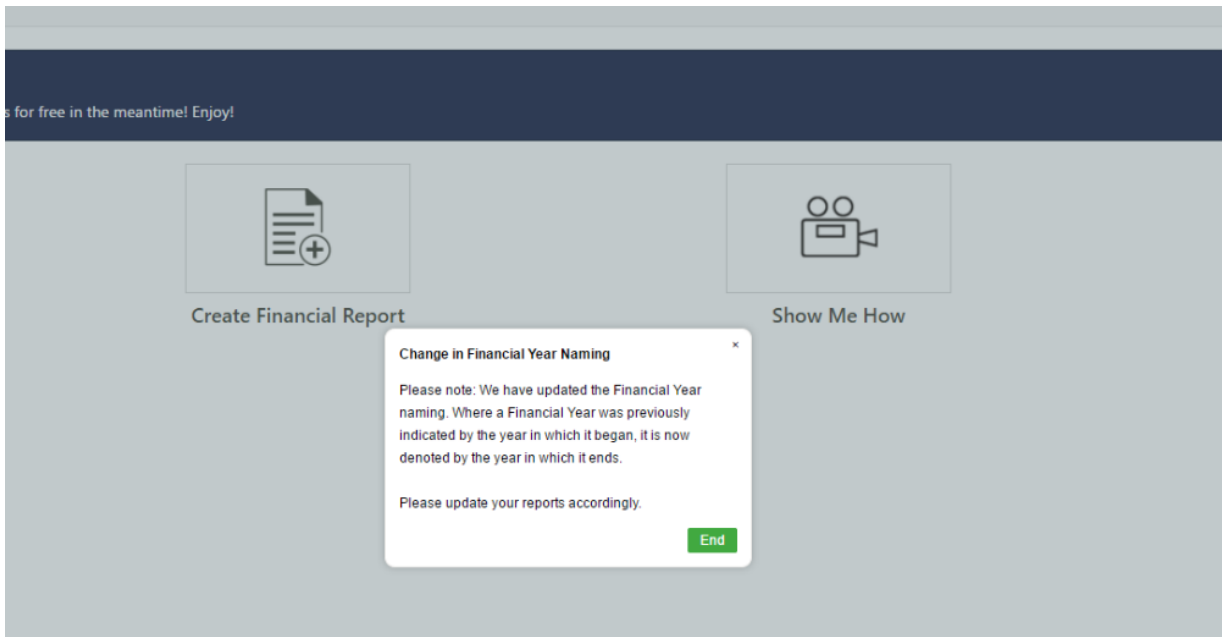 for free in the meantime! Enjoy!
Create Financial Report
Show Me How
Change in Financial Year Naming
×
Please note: We have updated the Financial Year
naming. Where a Financial Year was previously
indicated by the year in which it began, it is now
denoted by the year in which it ends.
Please update your reports accordingly.
End